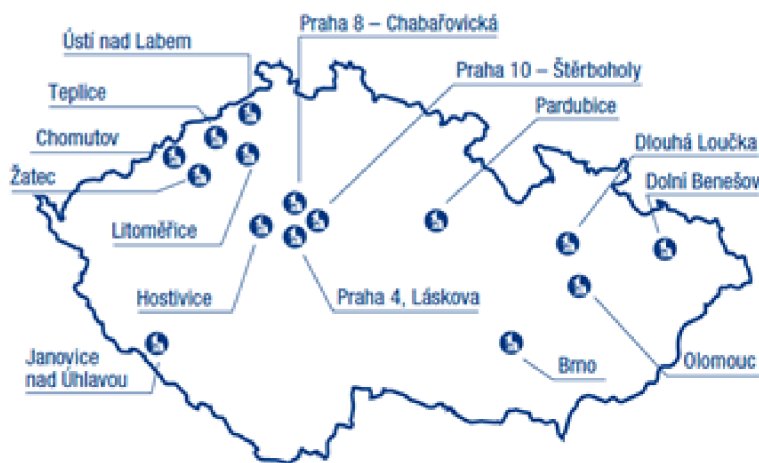 Praha 8 – Chabařovická
Ústí nad Labem
Praha 10 – Štěrboholy
Teplice
Pardubice
Chomutov
Dlouhá Loučka
Žatec
Dolní Benešov
Litoměřice
Hostivice
Praha 4, Láskova
Janovice
nad Úhlavou
Brno
Olomouc